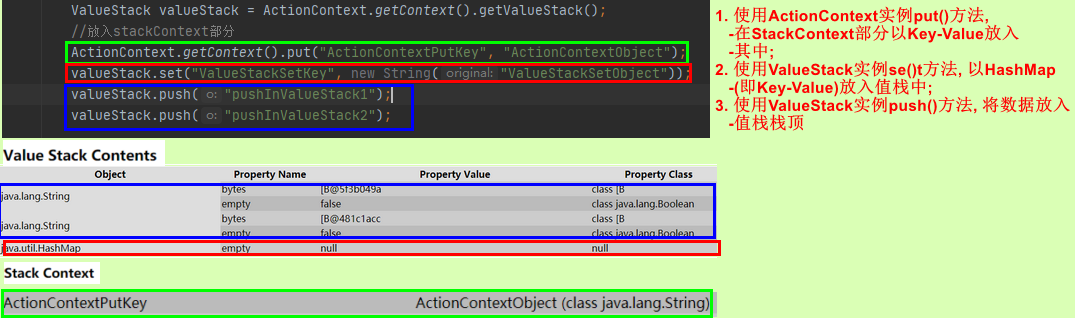 ValueStack valueStack = ActionContext.getContext().getValueStack();
//放入stackContext部分
ActionContext.getContext().put("ActionContextPutKey", "ActionContextObject");
valueStack.set("ValueStackSetKey", new String( original: "ValueStackSetObject"));
valueStack.push( o: "pushInValueStack1");
valueStack.push( o: "pushInValueStack2");
1. 使用ActionContext实例put()方法,
-在StackContext部分以Key-Value放入
-其中;
2. 使用ValueStack实例se()t方法, 以HashMap
-(即Key-Value)放入值栈中;
3. 使用ValueStack实例push()方法, 将数据放入
-值栈栈顶
Value Stack Contents
Object Property Name Property Value Property Class
java.lang.String bytes [B@5f3b049a class [B
empty false class java.lang.Boolean
java.lang.String bytes [B@481c1acc class [B
empty false class java.lang.Boolean
java.util.HashMap empty null null
Stack Context
ActionContextPutKey ActionContextObject (class java.lang.String)